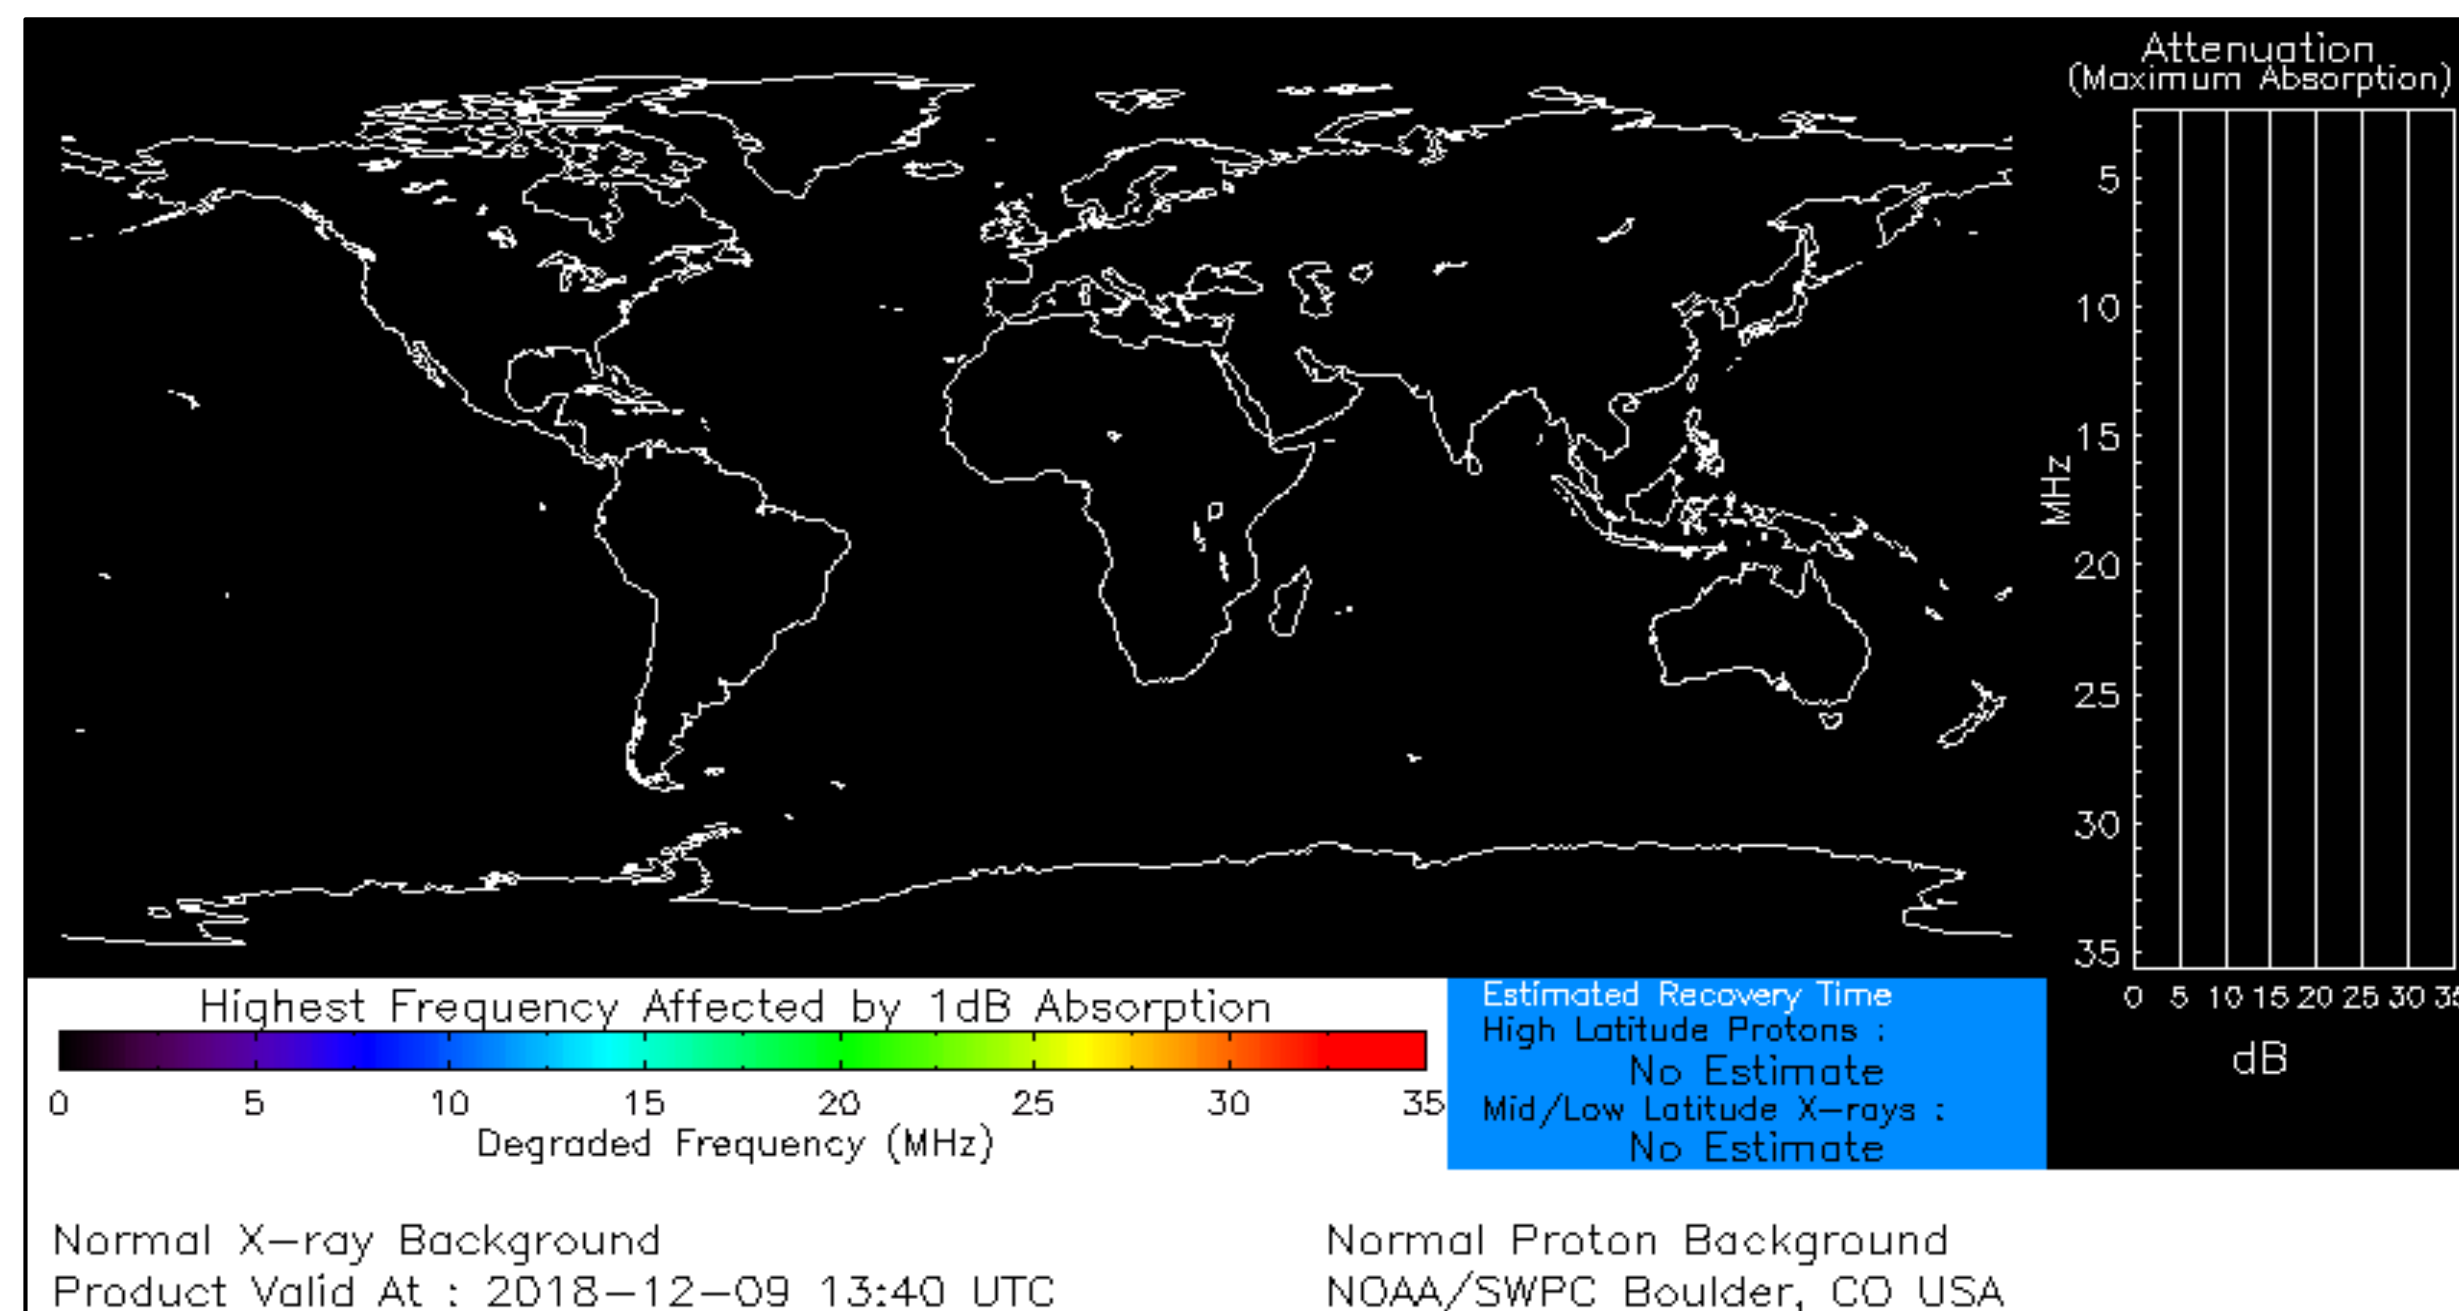 Attenuation
(Maximum Absorption)
5
10
15
20
25
30
35
MHz
0 5 10 15 20 25 30
dB
Highest Frequency Affected by 1dB Absorption
0 5 10 15 20 25 30 35
Degraded Frequency (MHz)
Estimated Recovery Time
High Latitude Protons :
No Estimate
Mid/Low Latitude X-rays :
No Estimate
Normal X-ray Background
Normal Proton Background
Product Valid At : 2018-12-09 13:40 UTC
NOAA/SWPC Boulder, CO USA